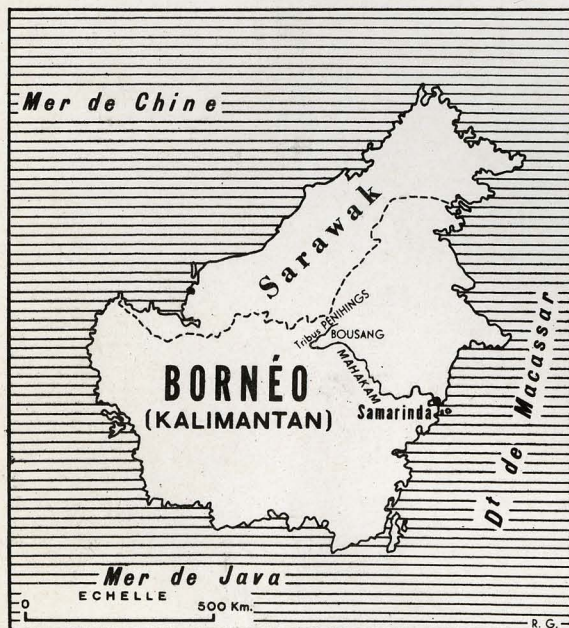 Mer de Chine
Sarawak
Tribus PENIHINGS
BOUSANG
MAHAKAM
BORNÉO
(KALIMANTAN)
Samarinda
Dt de Macassar
Mer de Java
ECHELLE
0 500 Km.
R. G.